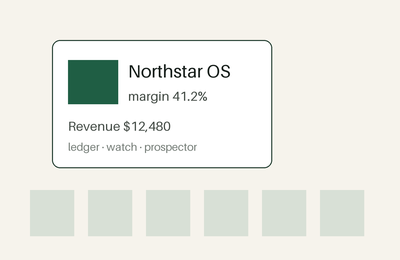 Northstar OS
margin 41.2%
Revenue $12,480
ledger · watch · prospector